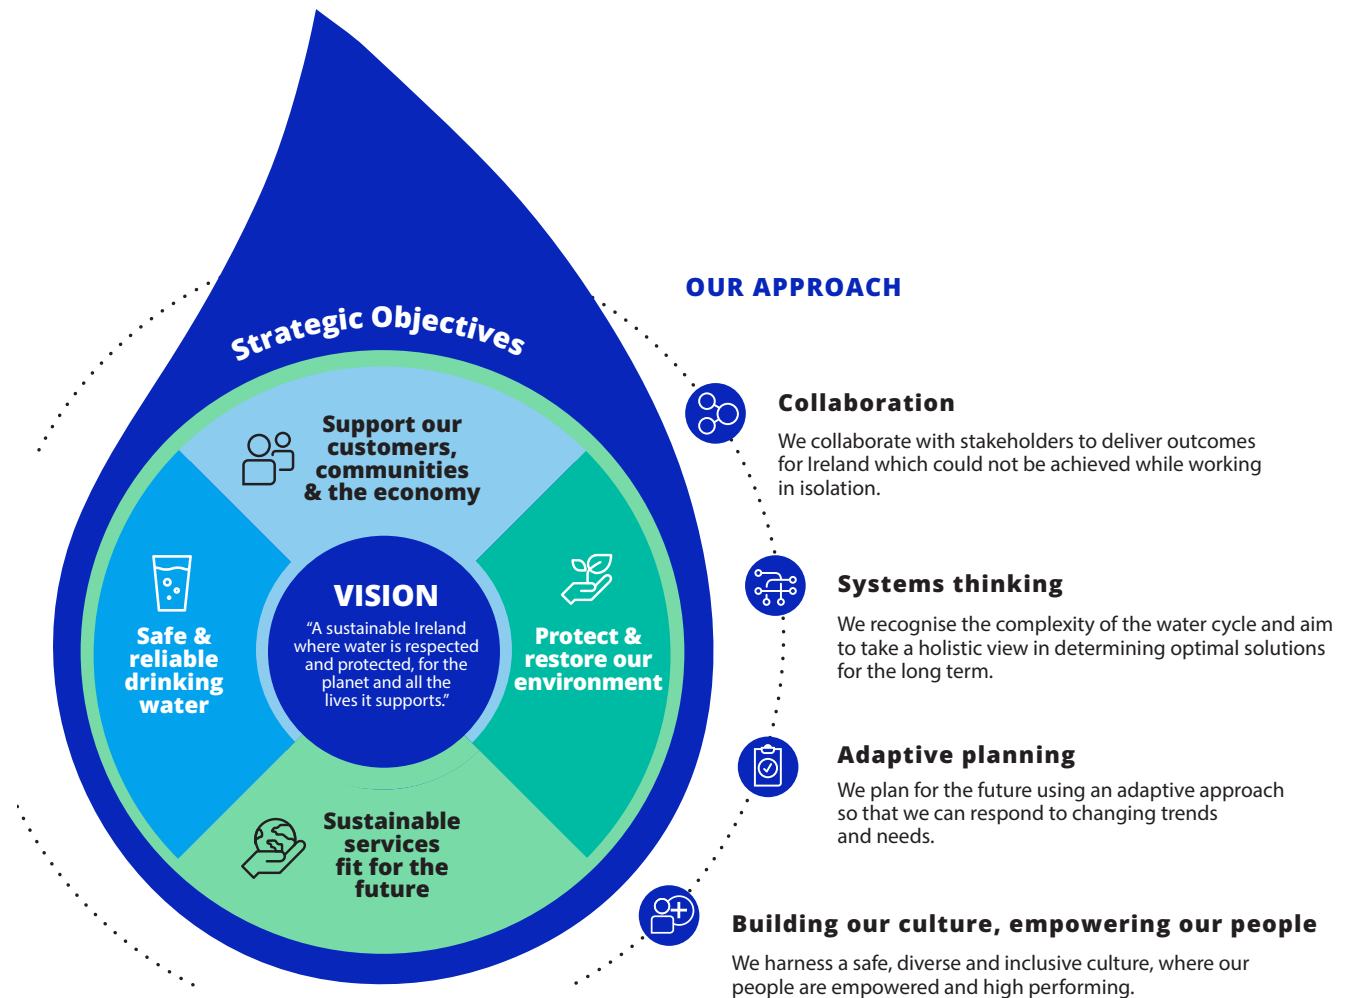 Strategic Objectives
Support our
customers,
communities
& the economy
Safe &
reliable
drinking
water
VISION
“A sustainable Ireland
where water is respected
and protected, for the
planet and all the
lives it supports.”
Protect &
restore our
environment
Sustainable
services
fit for the
future
OUR APPROACH
Collaboration
We collaborate with stakeholders to deliver outcomes
for Ireland which could not be achieved while working
in isolation.
Systems thinking
We recognise the complexity of the water cycle and aim
to take a holistic view in determining optimal solutions
for the long term.
Adaptive planning
We plan for the future using an adaptive approach
so that we can respond to changing trends
and needs.
Building our culture, empowering our people
We harness a safe, diverse and inclusive culture, where our
people are empowered and high performing.